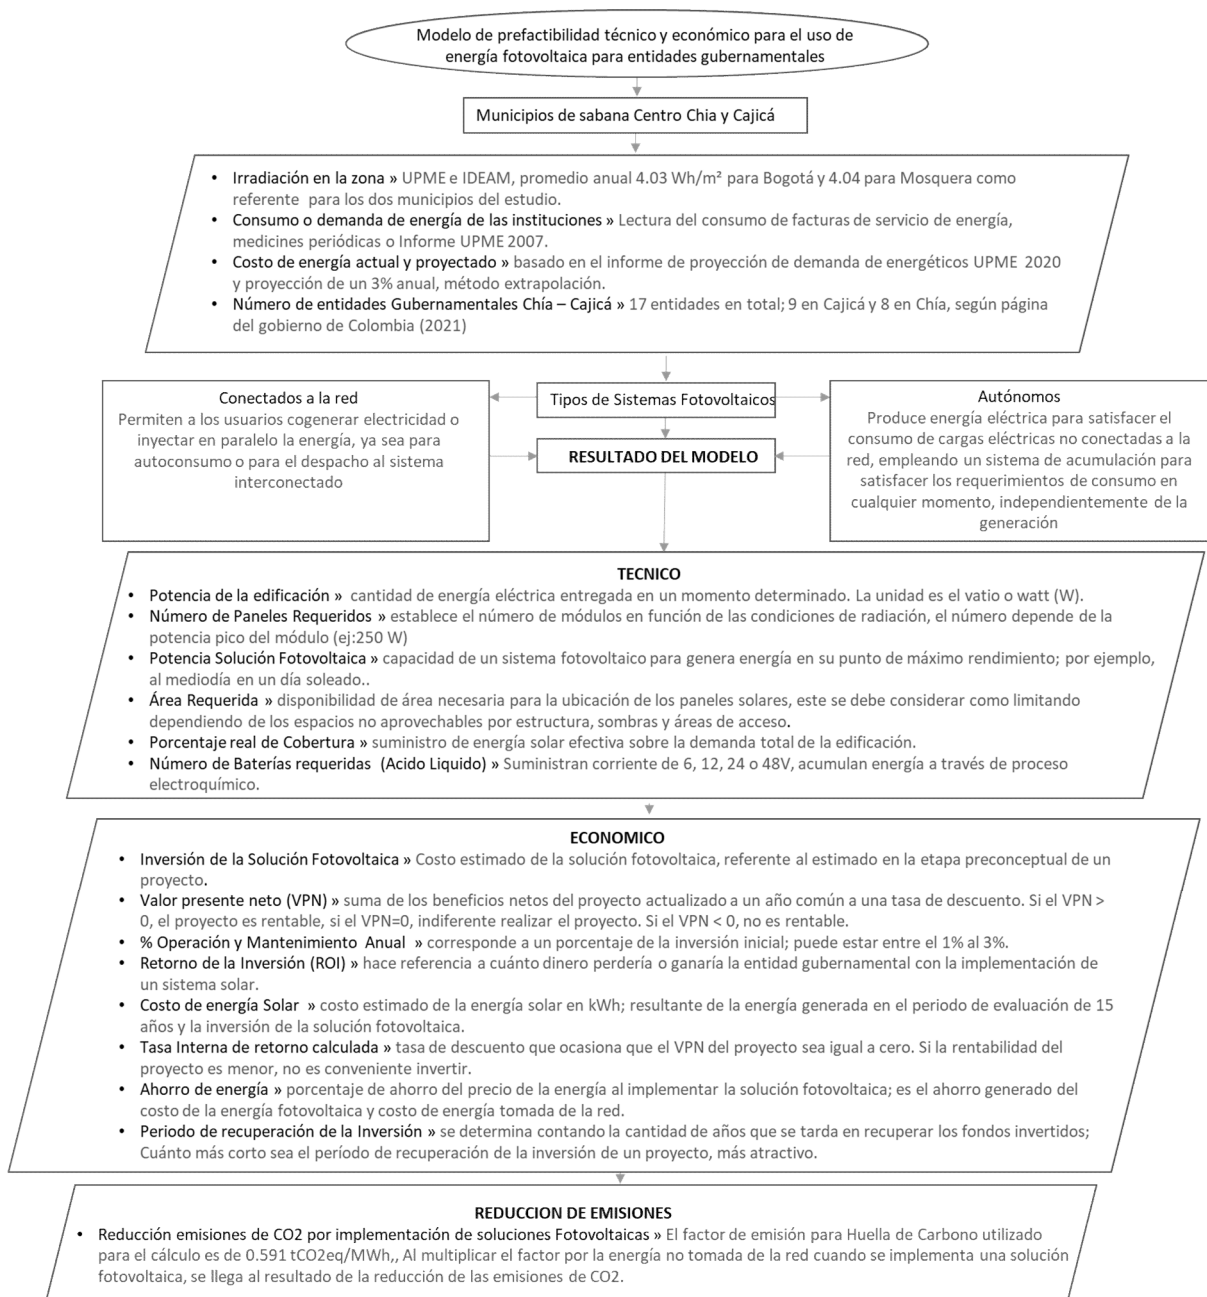 Modelo de prefactibilidad técnico y económico para el uso de
energía fotovoltaica para entidades gubernamentales
Municipios de sabana Centro Chia y Cajicá
• Irradiación en la zona » UPME e IDEAM, promedio anual 4.03 Wh/m² para Bogotá y 4.04 para Mosquera como
referente para los dos municipios del estudio.
• Consumo o demanda de energía de las instituciones » Lectura del consumo de facturas de servicio de energía,
medicines periódicas o Informe UPME 2007.
• Costo de energía actual y proyectado » basado en el informe de proyección de demanda de energéticos UPME 2020
y proyección de un 3% anual, método extrapolación.
• Número de entidades Gubernamentales Chía – Cajicá » 17 entidades en total; 9 en Cajicá y 8 en Chía, según página
del gobierno de Colombia (2021)
Conectados a la red
Permiten a los usuarios cogenerar electricidad o
inyectar en paralelo la energía, ya sea para
autoconsumo o para el despacho al sistema
interconectado
Tipos de Sistemas Fotovoltaicos
RESULTADO DEL MODELO
Autónomos
Produce energía eléctrica para satisfacer el
consumo de cargas eléctricas no conectadas a la
red, empleando un sistema de acumulación para
satisfacer los requerimientos de consumo en
cualquier momento, independientemente de la
generación
TECNICO
• Potencia de la edificación » cantidad de energía eléctrica entregada en un momento determinado. La unidad es el vatio o watt (W).
• Número de Paneles Requeridos » establece el número de módulos en función de las condiciones de radiación, el número depende de la
potencia pico del módulo (ej:250 W)
• Potencia Solución Fotovoltaica » capacidad de un sistema fotovoltaico para genera energía en su punto de máximo rendimiento; por ejemplo,
al mediodía en un día soleado..
• Área Requerida » disponibilidad de área necesaria para la ubicación de los paneles solares, este se debe considerar como limitando
dependiendo de los espacios no aprovechables por estructura, sombras y áreas de acceso.
• Porcentaje real de Cobertura » suministro de energía solar efectiva sobre la demanda total de la edificación.
• Número de Baterías requeridas (Acido Liquido) » Suministran corriente de 6, 12, 24 o 48V, acumulan energía a través de proceso
electroquímico.
ECONOMICO
• Inversión de la Solución Fotovoltaica » Costo estimado de la solución fotovoltaica, referente al estimado en la etapa preconceptual de un
proyecto.
• Valor presente neto (VPN) » suma de los beneficios netos del proyecto actualizado a un año común a una tasa de descuento. Si el VPN >
0, el proyecto es rentable, si el VPN=0, indiferente realizar el proyecto. Si el VPN < 0, no es rentable.
• % Operación y Mantenimiento Anual » corresponde a un porcentaje de la inversión inicial; puede estar entre el 1% al 3%.
• Retorno de la Inversión (ROI) » hace referencia a cuánto dinero perdería o ganaría la entidad gubernamental con la implementación de
un sistema solar.
• Costo de energía Solar » costo estimado de la energía solar en kWh; resultante de la energía generada en el periodo de evaluación de 15
años y la inversión de la solución fotovoltaica.
• Tasa Interna de retorno calculada » tasa de descuento que ocasiona que el VPN del proyecto sea igual a cero. Si la rentabilidad del
proyecto es menor, no es conveniente invertir.
• Ahorro de energía » porcentaje de ahorro del precio de la energía al implementar la solución fotovoltaica; es el ahorro generado del
costo de la energía fotovoltaica y costo de energía tomada de la red.
• Periodo de recuperación de la Inversión » se determina contando la cantidad de años que se tarda en recuperar los fondos invertidos;
Cuánto más corto sea el período de recuperación de la inversión de un proyecto, más atractivo.
REDUCCION DE EMISIONES
• Reducción emisiones de CO2 por implementación de soluciones Fotovoltaicas » El factor de emisión para Huella de Carbono utilizado
para el cálculo es de 0.591 tCO2eq/MWh,, Al multiplicar el factor por la energía no tomada de la red cuando se implementa una solución
fotovoltaica, se llega al resultado de la reducción de las emisiones de CO2.